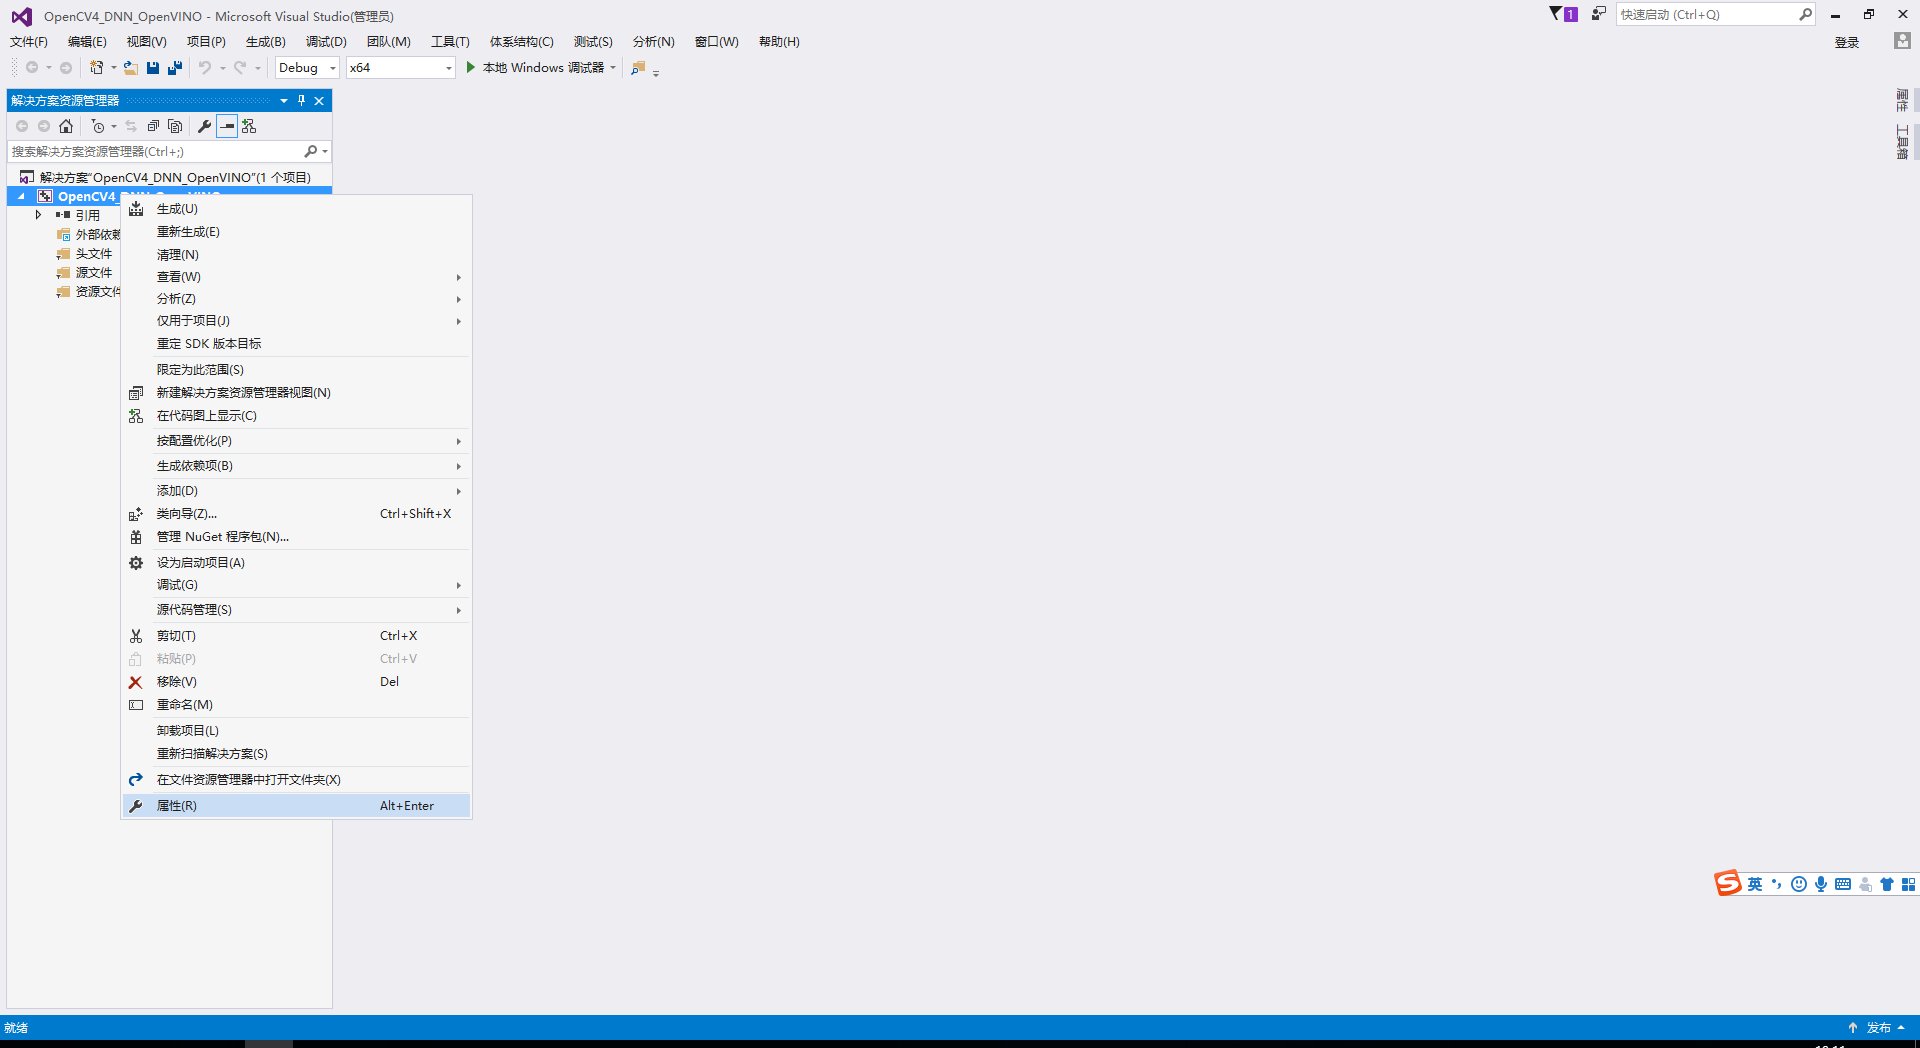 OpenCV4_DNN_OpenVINO - Microsoft Visual Studio(管理员)
1
快速启动 (Ctrl+Q)
文件(F) 编辑(E) 视图(V) 项目(P) 生成(B) 调试(D) 团队(M) 工具(T) 体系结构(C) 测试(S) 分析(N) 窗口(W) 帮助(H)
登录
Debug x64 本地 Windows 调试器
解决方案资源管理器
搜索解决方案资源管理器(Ctrl+;)
解决方案"OpenCV4_DNN_OpenVINO"(1 个项目)
OpenCV4_DNN_OpenVINO
引用
外部依赖
头文件
源文件
资源文件
生成(U)
重新生成(E)
清理(N)
查看(W)
分析(Z)
仅用于项目(J)
重定 SDK 版本目标
限定为此范围(S)
新建解决方案资源管理器视图(N)
在代码图上显示(C)
按配置优化(P)
生成依赖项(B)
添加(D)
类向导(Z)... Ctrl+Shift+X
管理 NuGet 程序包(N)...
设为启动项目(A)
调试(G)
源代码管理(S)
剪切(T) Ctrl+X
粘贴(P) Ctrl+V
移除(V) Del
重命名(M)
卸载项目(L)
重新扫描解决方案(S)
在文件资源管理器中打开文件夹(X)
属性(R) Alt+Enter
属性
工具箱
英
就绪
发布